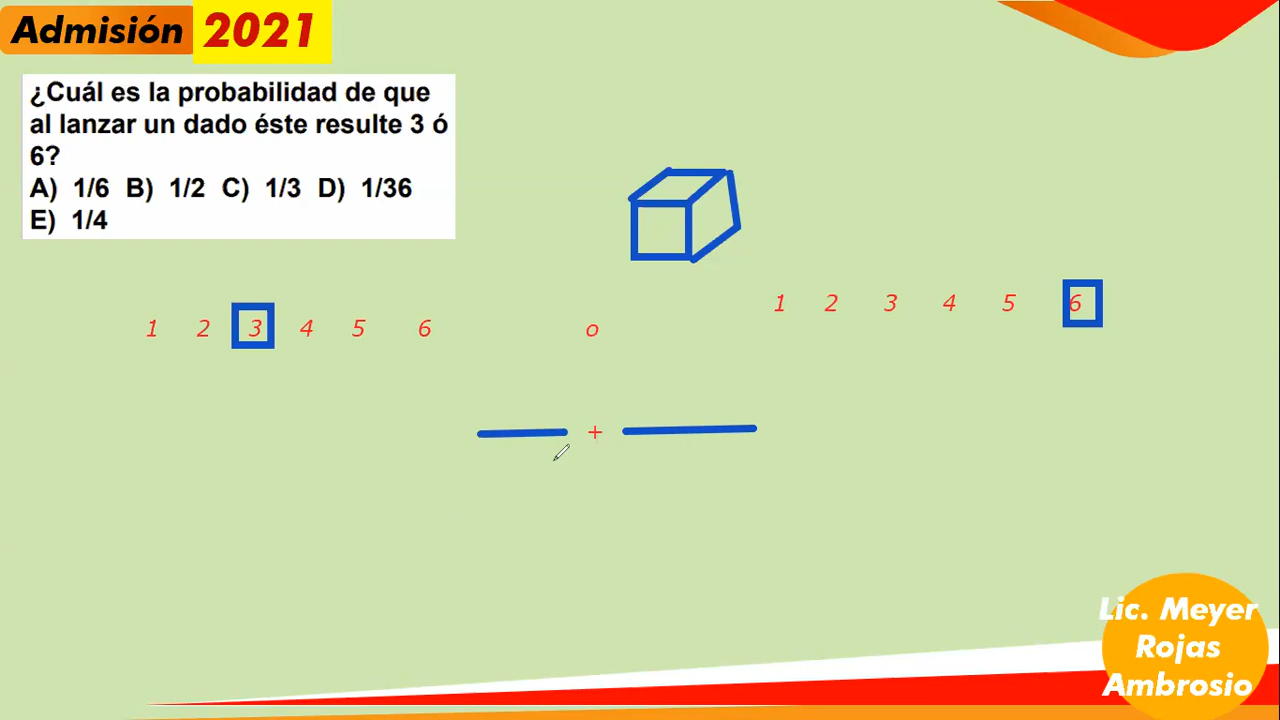 Admisión 2021
¿Cuál es la probabilidad de que
al lanzar un dado éste resulte 3 ó
6?
A) 1/6 B) 1/2 C) 1/3 D) 1/36
E) 1/4
1 2 3 4 5 6 o 1 2 3 4 5 6
+
Lic. Meyer
Rojas
Ambrosio